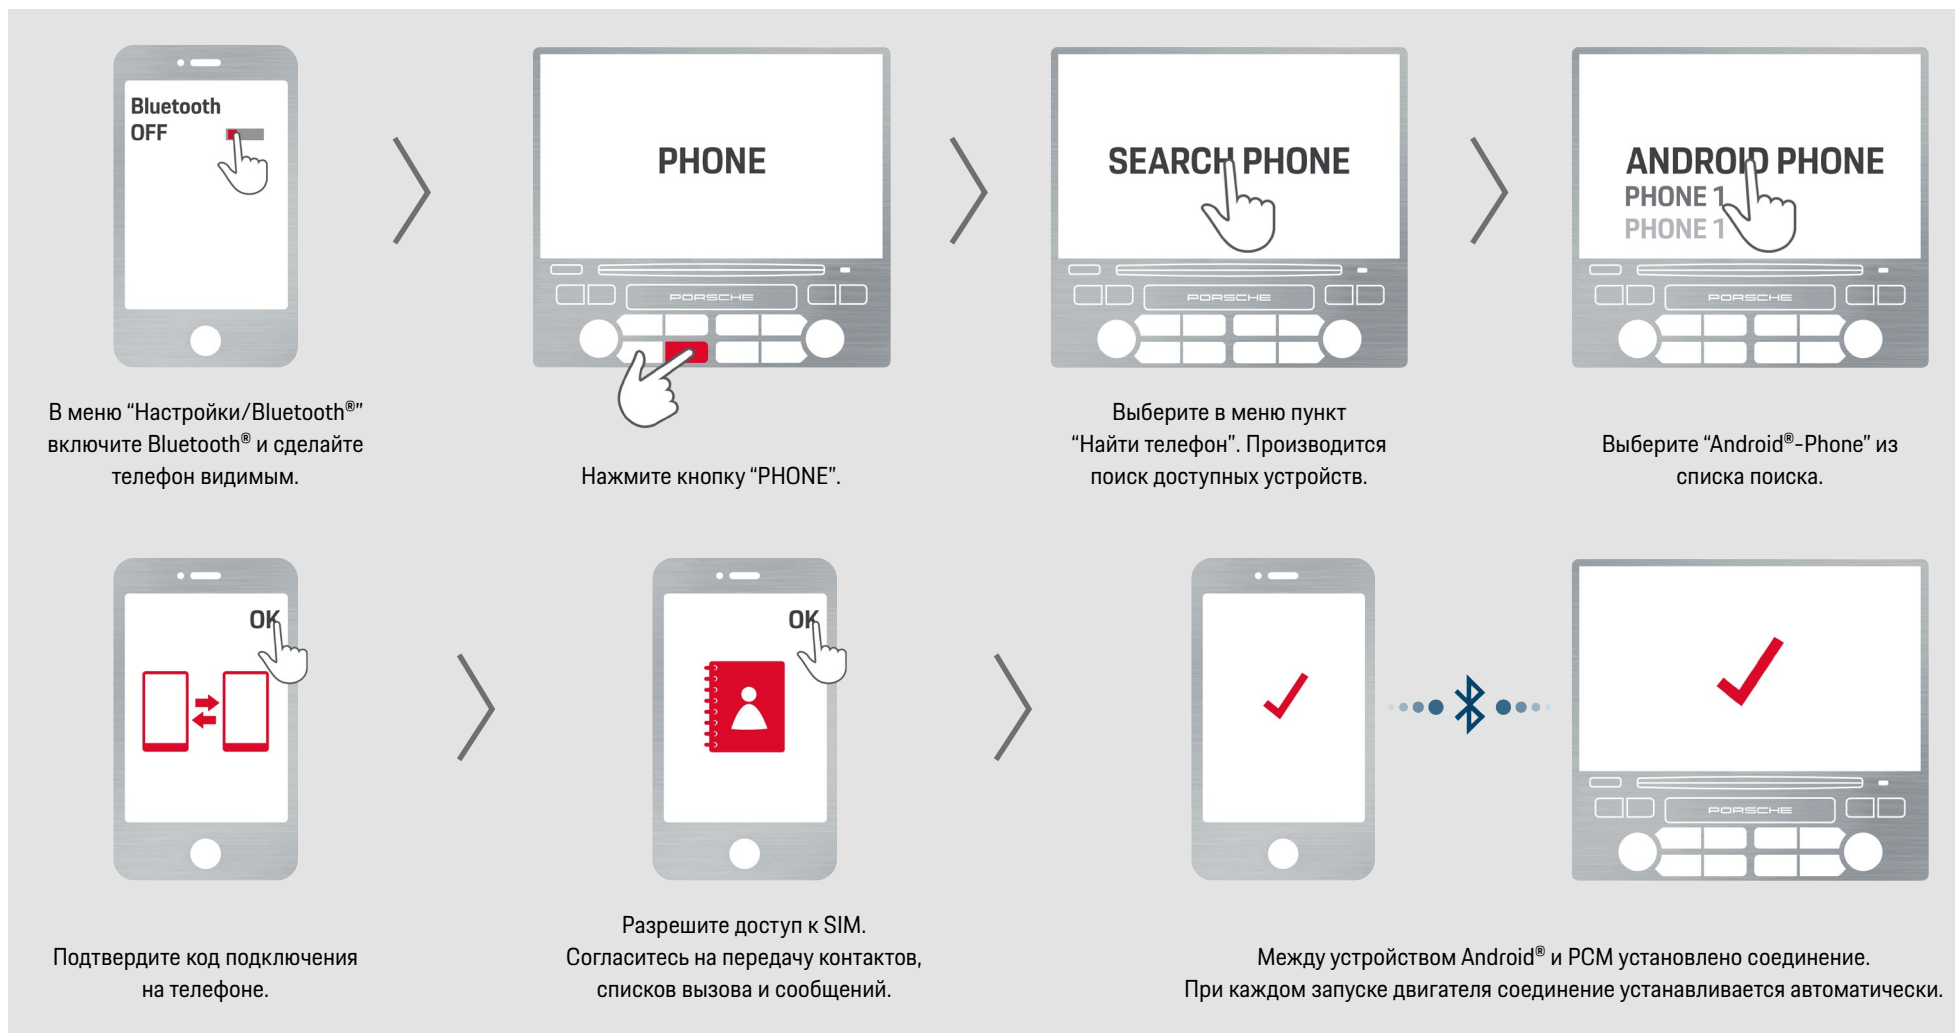 Bluetooth
OFF
PHONE
PORSCHE
SEARCH PHONE
PORSCHE
ANDROID PHONE
PHONE 1
PHONE 1
PORSCHE
В меню “Настройки/Bluetooth®”
включите Bluetooth® и сделайте
телефон видимым.
Нажмите кнопку “PHONE”.
Выберите в меню пункт
“Найти телефон”. Производится
поиск доступных устройств.
Выберите “Android®-Phone” из
списка поиска.
OK
OK
PORSCHE
Подтвердите код подключения
на телефоне.
Разрешите доступ к SIM.
Согласитесь на передачу контактов,
списков вызова и сообщений.
Между устройством Android® и PCM установлено соединение.
При каждом запуске двигателя соединение устанавливается автоматически.